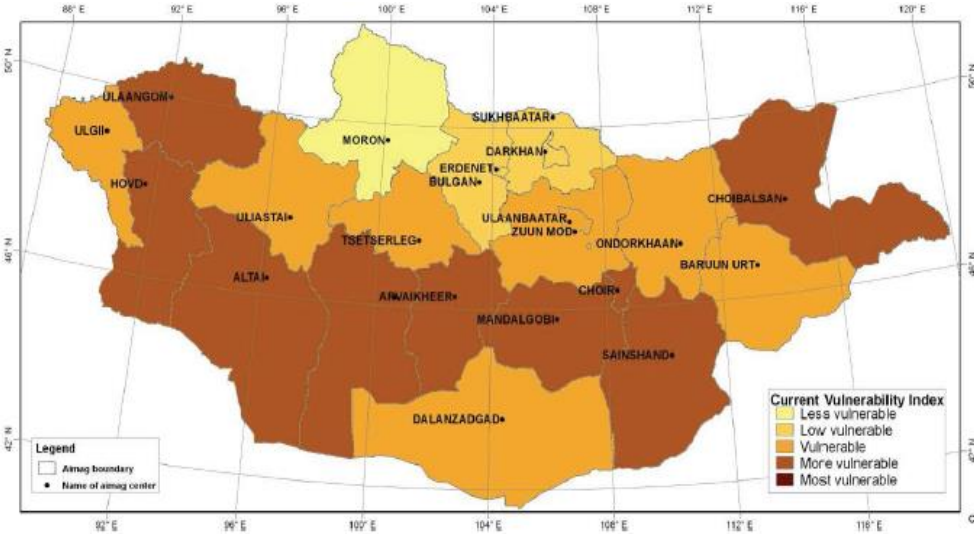 88° E 92° E 96° E 100° E 104° E 108° E 112° E 116° E 120° E
50° N
50° N
ULAANGOM
ULGII
SUKHBAATAR
MORON
DARKHAN
ERDENET
BULGAN
HOVD
CHOIBALSAN
ULIASTAI
ULAANBAATAR
ZUUN MOD
TSETSERLEG
ONDORKHAAN
46° N
46° N
BARUUN URT
ALTAI
CHOIR
ARVAIKHEER
MANDALGOBI
SAINSHAND
DALANZADGAD
42° N
Current Vulnerability Index
Less vulnerable
Low vulnerable
Vulnerable
More vulnerable
Most vulnerable
Legend
Aimag boundary
Name of aimag center
92° E 96° E 100° E 104° E 108° E 112° E 116° E